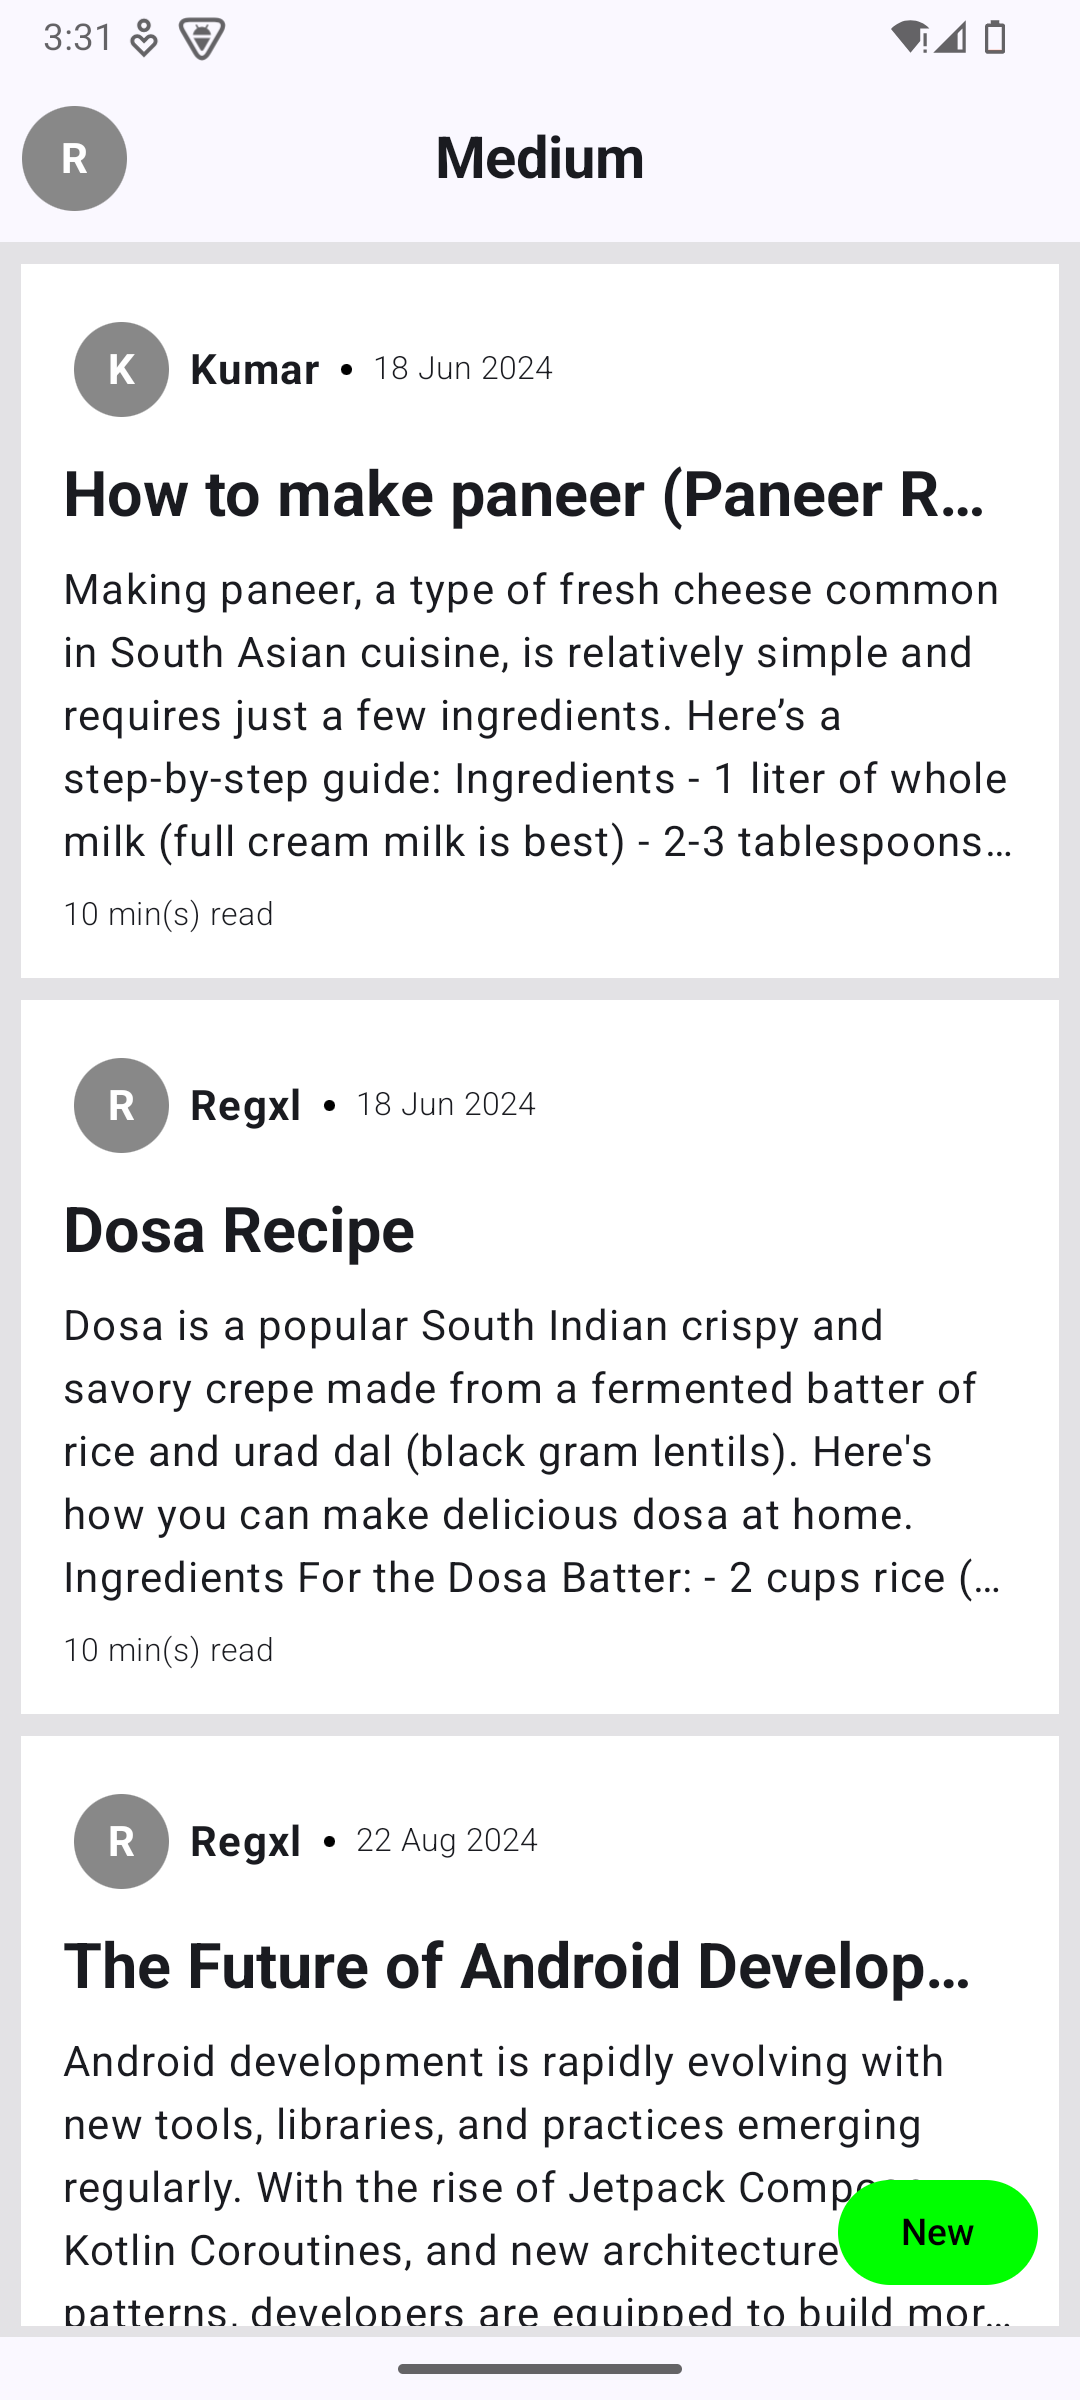 3:31
R
Medium
K
Kumar • 18 Jun 2024
How to make paneer (Paneer R...
Making paneer, a type of fresh cheese common
in South Asian cuisine, is relatively simple and
requires just a few ingredients. Here’s a
step-by-step guide: Ingredients - 1 liter of whole
milk (full cream milk is best) - 2-3 tablespoons...
10 min(s) read
R
Regxl • 18 Jun 2024
Dosa Recipe
Dosa is a popular South Indian crispy and
savory crepe made from a fermented batter of
rice and urad dal (black gram lentils). Here's
how you can make delicious dosa at home.
Ingredients For the Dosa Batter: - 2 cups rice (...
10 min(s) read
R
Regxl • 22 Aug 2024
The Future of Android Develop...
Android development is rapidly evolving with
new tools, libraries, and practices emerging
regularly. With the rise of Jetpack
Kotlin Coroutines, and new architecture
patterns, developers are equipped to build mor...
New